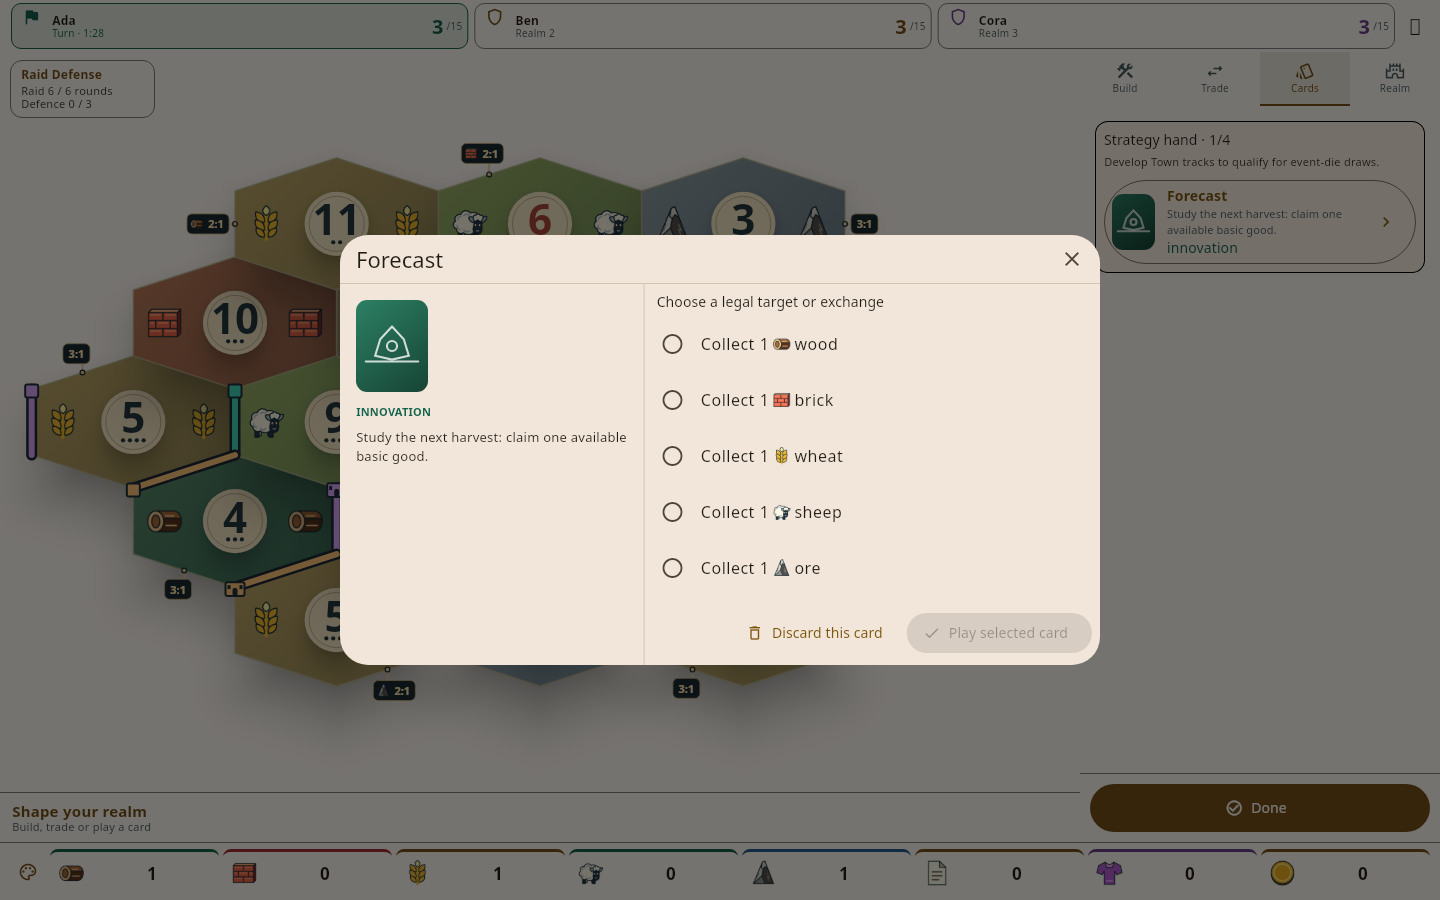 Ada
Turn · 1:28
3 /15
Ben
Realm 2
3 /15
Cora
Realm 3
3 /15
Raid Defense
Raid 6 / 6 rounds
Defence 0 / 3
Build
Trade
Cards
Realm
Strategy hand · 1/4
Develop Town tracks to qualify for event-die draws.
Forecast
Study the next harvest: claim one
available basic good.
innovation
2:1
2:1
11
6
3
3:1
10
3:1
5
9
4
3:1
5
2:1
3:1
Forecast
INNOVATION
Study the next harvest: claim one available
basic good.
Choose a legal target or exchange
Collect 1 wood
Collect 1 brick
Collect 1 wheat
Collect 1 sheep
Collect 1 ore
Discard this card
Play selected card
Shape your realm
Build, trade or play a card
Done
1
0
1
0
1
0
0
0